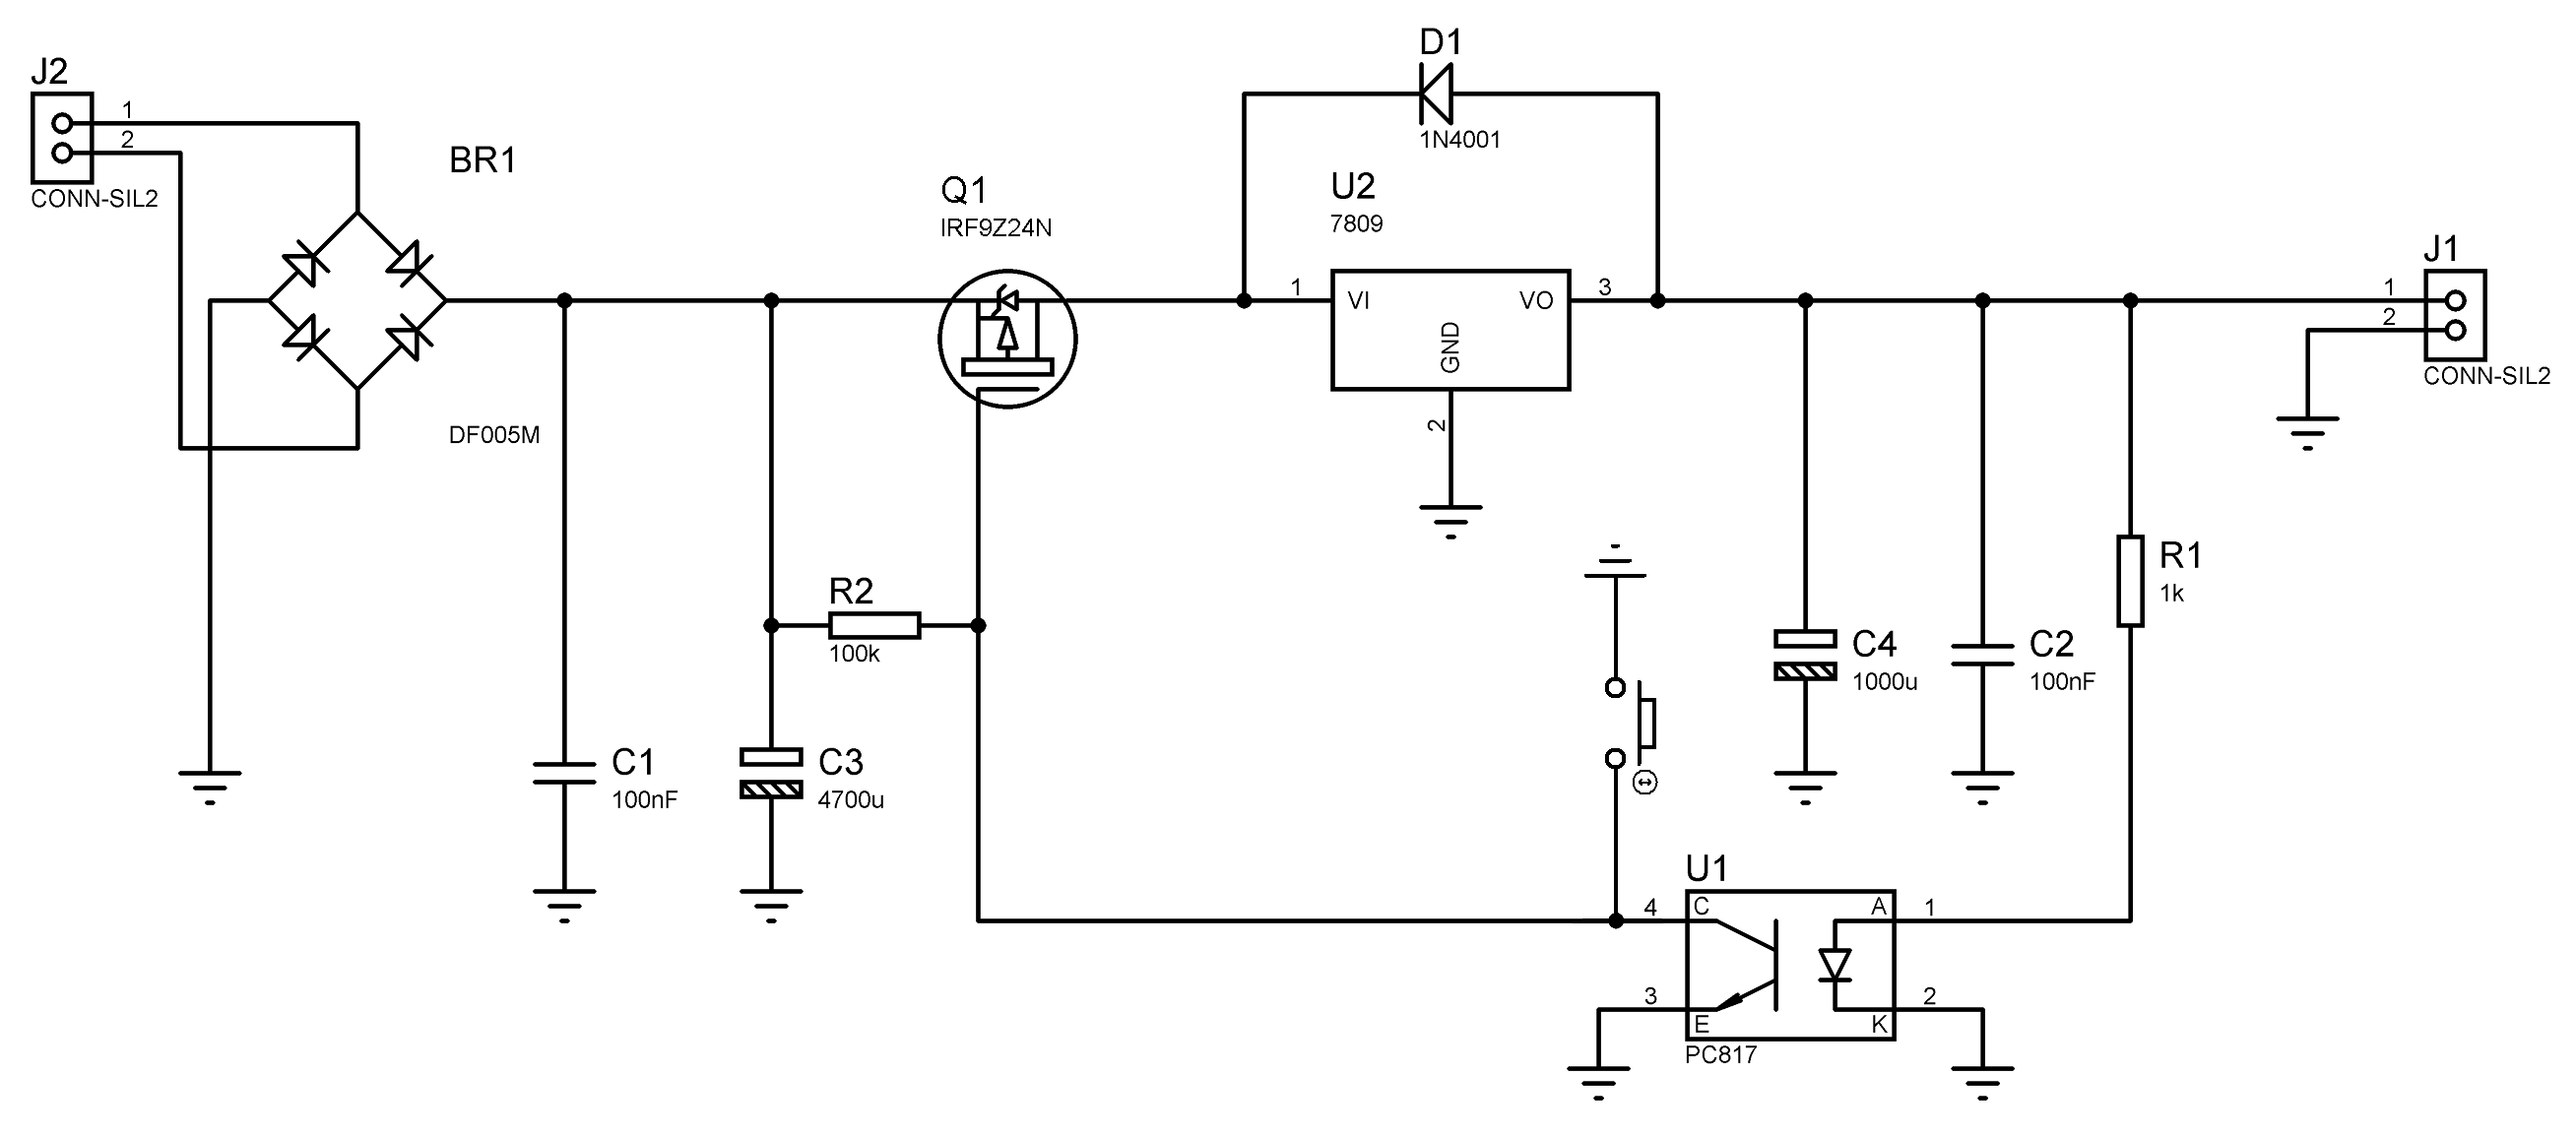 J2
1
2
CONN-SIL2
BR1
DF005M
Q1
IRF9Z24N
D1
1N4001
U2
7809
1
VI
VO
3
GND
2
J1
1
2
CONN-SIL2
R2
100k
C1
100nF
C3
4700u
C4
1000u
C2
100nF
R1
1k
U1
4
C
A
1
3
E
K
2
PC817